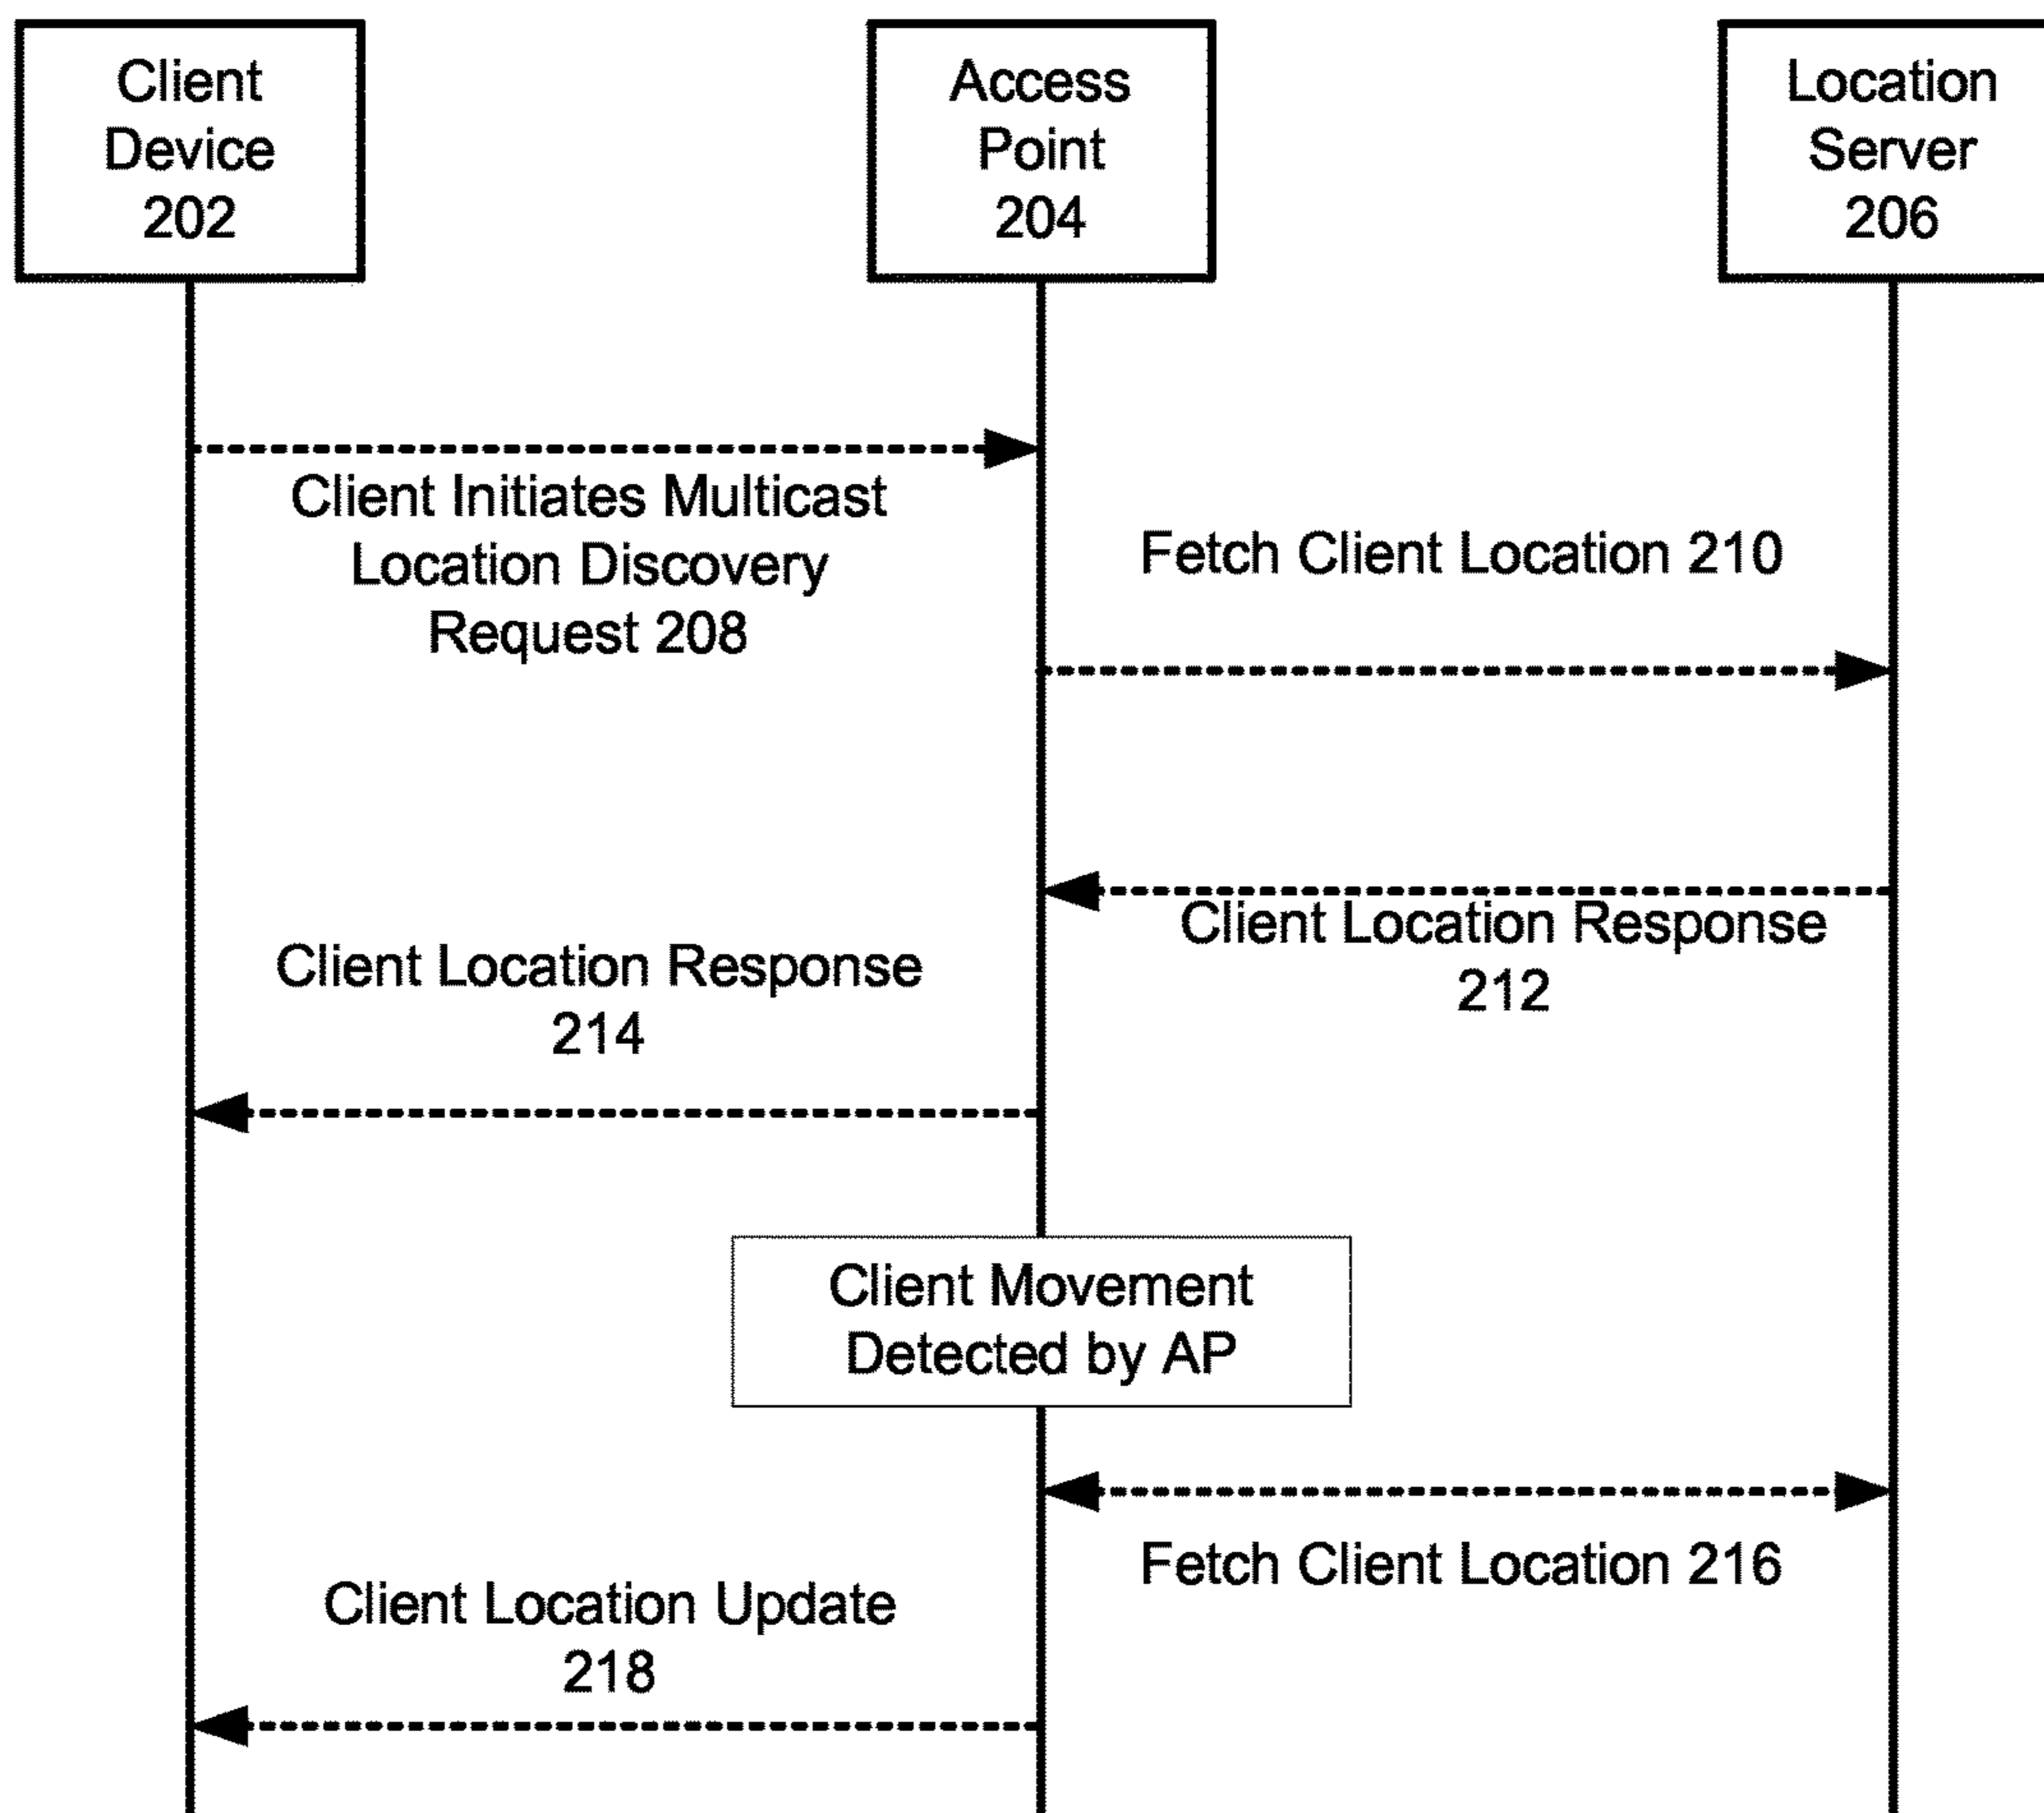 Client
Device
202
Access
Point
204
Location
Server
206
Client Initiates Multicast
Location Discovery
Request 208
Fetch Client Location 210
Client Location Response
212
Client Location Response
214
Client Movement
Detected by AP
Fetch Client Location 216
Client Location Update
218